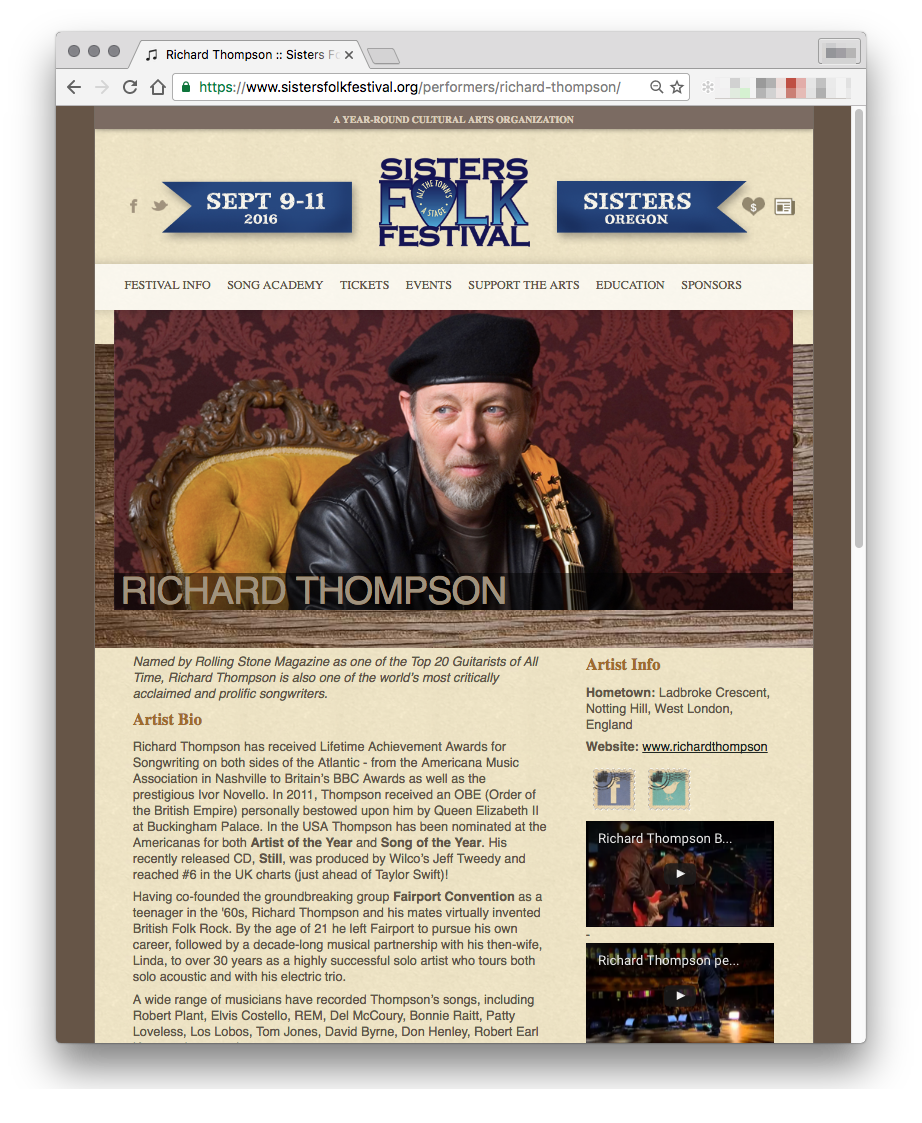 Richard Thompson :: Sisters Fo
https://www.sistersfolkfestival.org/performers/richard-thompson/
A YEAR-ROUND CULTURAL ARTS ORGANIZATION
SEPT 9-11
2016
SISTERS
FOLK
ALL THE TOWN'S
A STAGE
FESTIVAL
SISTERS
OREGON
FESTIVAL INFO SONG ACADEMY TICKETS EVENTS SUPPORT THE ARTS EDUCATION SPONSORS
RICHARD THOMPSON
Named by Rolling Stone Magazine as one of the Top 20 Guitarists of All
Time, Richard Thompson is also one of the world's most critically
acclaimed and prolific songwriters.
Artist Bio
Richard Thompson has received Lifetime Achievement Awards for
Songwriting on both sides of the Atlantic - from the Americana Music
Association in Nashville to Britain's BBC Awards as well as the
prestigious Ivor Novello. In 2011, Thompson received an OBE (Order of
the British Empire) personally bestowed upon him by Queen Elizabeth II
at Buckingham Palace. In the USA Thompson has been nominated at the
Americanas for both Artist of the Year and Song of the Year. His
recently released CD, Still, was produced by Wilco's Jeff Tweedy and
reached #6 in the UK charts (just ahead of Taylor Swift)!
Having co-founded the groundbreaking group Fairport Convention as a
teenager in the '60s, Richard Thompson and his mates virtually invented
British Folk Rock. By the age of 21 he left Fairport to pursue his own
career, followed by a decade-long musical partnership with his then-wife,
Linda, to over 30 years as a highly successful solo artist who tours both
solo acoustic and with his electric trio.
A wide range of musicians have recorded Thompson's songs, including
Robert Plant, Elvis Costello, REM, Del McCoury, Bonnie Raitt, Patty
Loveless, Los Lobos, Tom Jones, David Byrne, Don Henley, Robert Earl
Artist Info
Hometown: Ladbroke Crescent,
Notting Hill, West London,
England
Website: www.richardthompson
Richard Thompson B...
-
Richard Thompson pe...